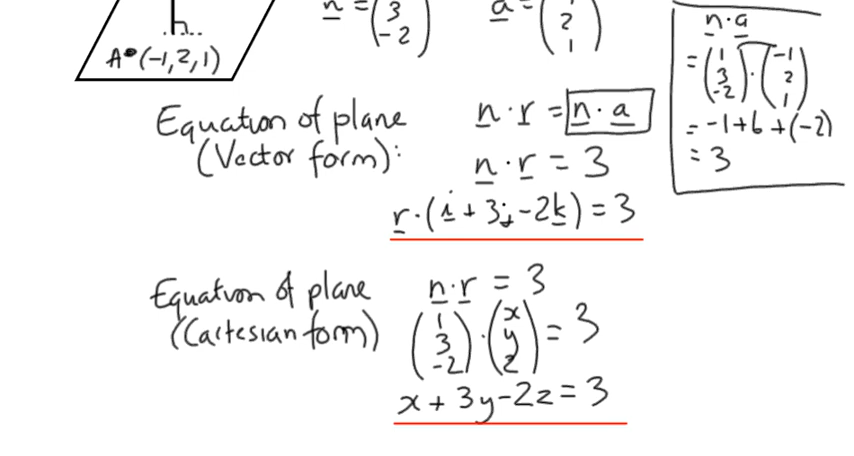 n = (3 -2)
a = (2 1)
A (-1,2,1)
Equation of plane
(Vector form):
n · r = n · a
n · r = 3
r · (i + 3j - 2k) = 3
n · a
= (1 3 -2) · (-1 2 1)
= -1+6+(-2)
= 3
Equation of plane
(Cartesian form)
n · r = 3
(1 3 -2) · (x y z) = 3
x + 3y - 2z = 3